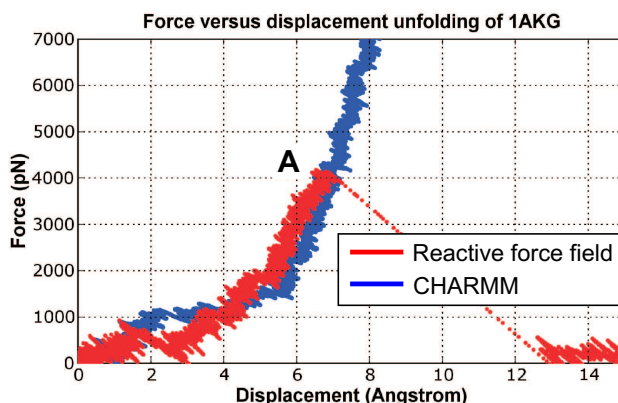 Force versus displacement unfolding of 1AKG
7000
6000
5000
4000
3000
2000
1000
0
Force (pN)
A
Reactive force field
CHARMM
0 2 4 6 8 10 12 14
Displacement (Angstrom)